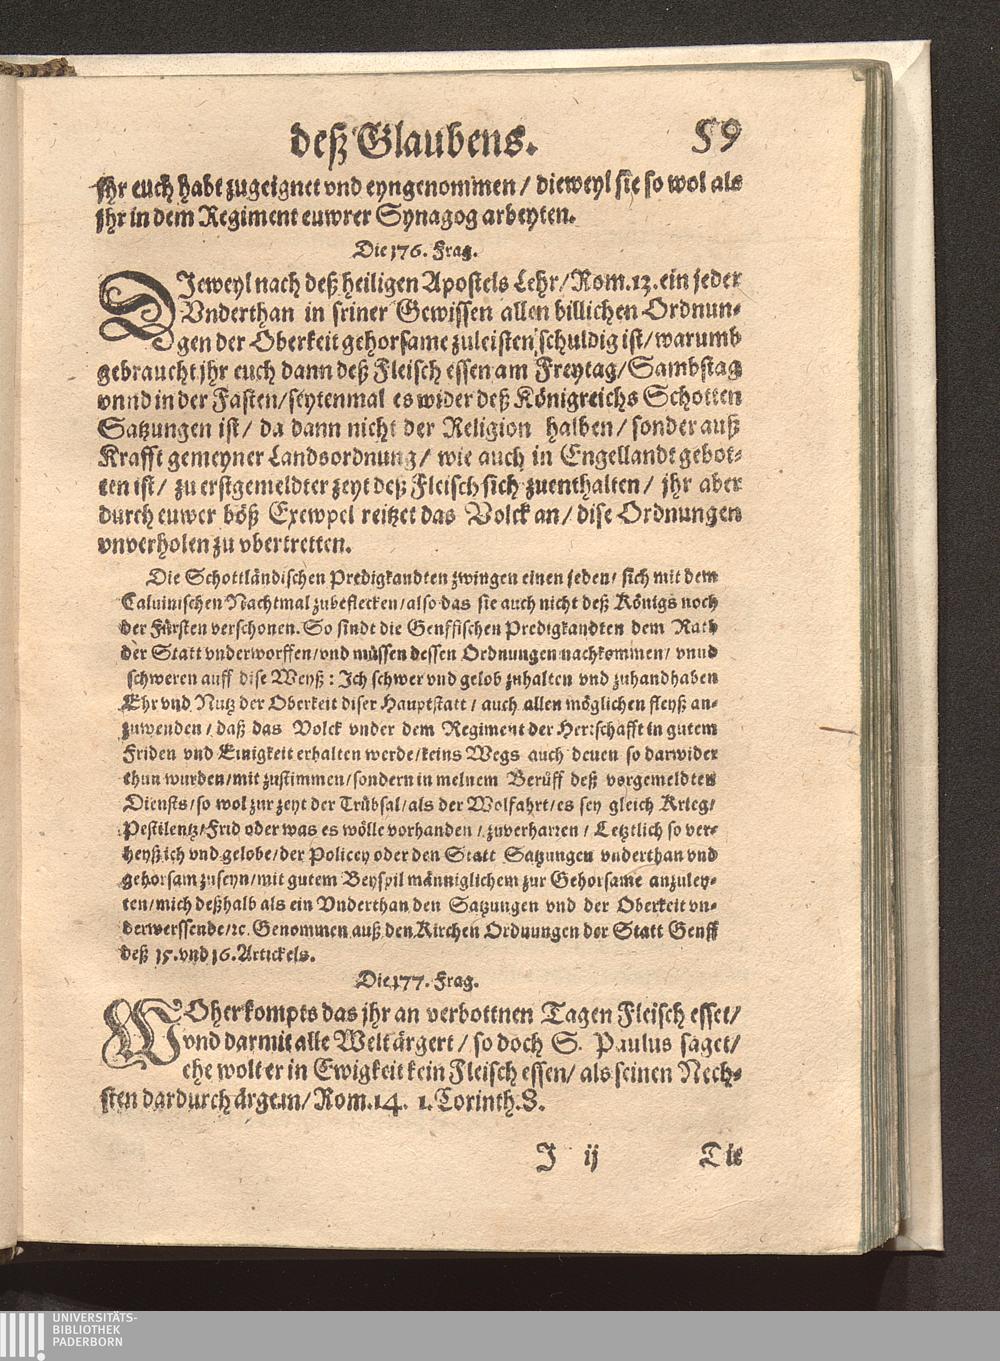 deß Glaubens. 59
jhr euch habt zugeignet vnd eyngenommen / dieweyl sie so wol als
jhr in dem Regiment euwrer Synagog arbeyten.
Die 176. Frag.
DJeweyl nach deß heiligen Apostels Lehr / Rom. 13. ein jeder
Vnderthan in seiner Gewissen allen billichen Ordnun-
gen der Oberkeit gehorsame zuleisten schuldig ist / warumb
gebraucht jhr euch dann deß Fleisch essen am Freytag / Sambstag
vnnd in der Fasten / seytenmal es wider deß Königreichs Schotten
Satzungen ist / da dann nicht der Religion halben / sonder auß
Krafft gemeyner Landsordnung / wie auch in Engellandt gebot-
ten ist / zu erstgemeldter zeyt deß Fleisch sich zuenthalten / jhr aber
durch euwer böß Exewpel reitzet das Volck an / dise Ordnungen
vnverholen zu vbertretten.
Die Schottländischen Predigkandten zwingen einen jeden / sich mit dem
Caluinischen Nachtmal zubeflecken / also das sie auch nicht deß Königs noch
der Fürsten verschonen. So sindt die Genffischen Predigkandten dem Rath
der Statt vnderworffen / vnd müssen dessen Ordnungen nachkommen / vnnd
schweren auff dise Weyß : Ich schwer vnd gelob zuhalten vnd zuhandhaben
Ehr vnd Nutz der Oberkeit diser Hauptstatt / auch allen möglichen fleyß an-
zuwenden / daß das Volck vnder dem Regiment der Herrschafft in gutem
Friden vnd Einigkeit erhalten werde / keins Wegs auch denen so darwider
thun wurden / mit zustimmen / sondern in meinem Berüff deß vorgemeldten
Diensts / so wol zur zeyt der Trübsal / als der Wolfahrt / es sey gleich Krieg /
Pestilentz / Frid oder was es wölle vorhanden / zuverharren / Letztlich so ver-
heyß ich vnd gelobe / der Policey oder den Statt Satzungen vnderthan vnd
gehorsam zuseyn / mit gutem Beyspil männiglichem zur Gehorsame anzuley-
ten / mich deßhalb als ein Vnderthan den Satzungen vnd der Oberkeit vn-
derwerffende / ꝛc. Genommen auß den Kirchen Ordnungen der Statt Genff
deß 15. vnd 16. Artickels.
Die 177. Frag.
WOher kompts das jhr an verbottnen Tagen Fleisch esset /
vnd darmit alle Welt ärgert / so doch S. Paulus saget /
ehe wolt er in Ewigkeit kein Fleisch essen / als seinen Nech-
sten dardurch ärgern / Rom. 14. 1. Corinth. 8.
J ij Die
UNIVERSITÄTS-
BIBLIOTHEK
PADERBORN